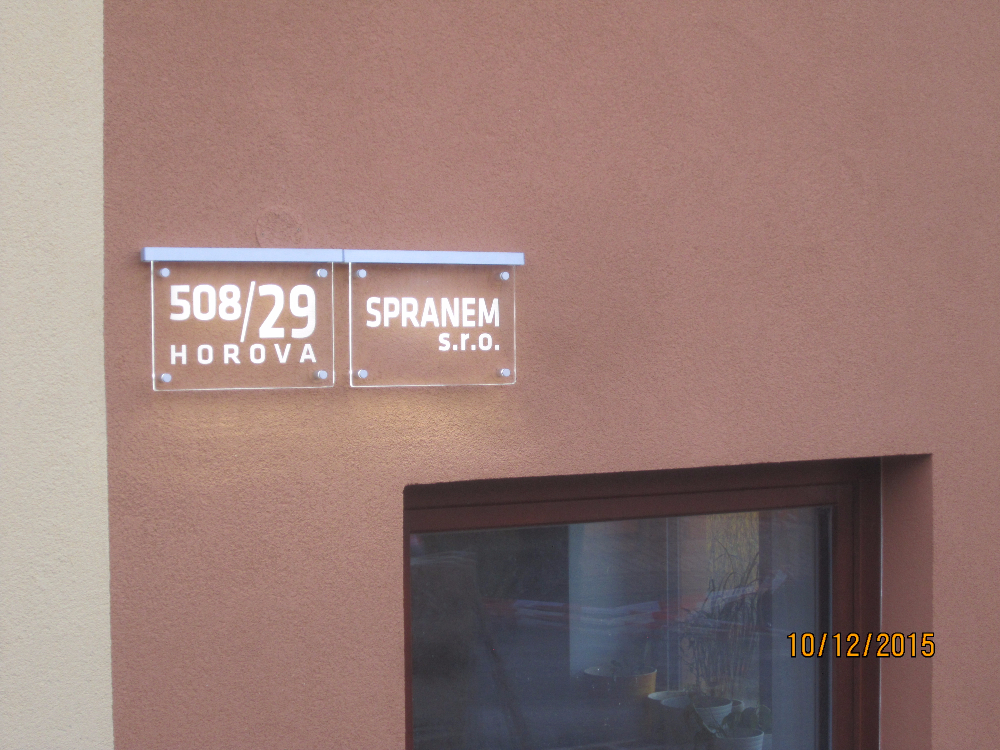 508/29
HOROVA
SPRANEM
s.r.o.
10/12/2015